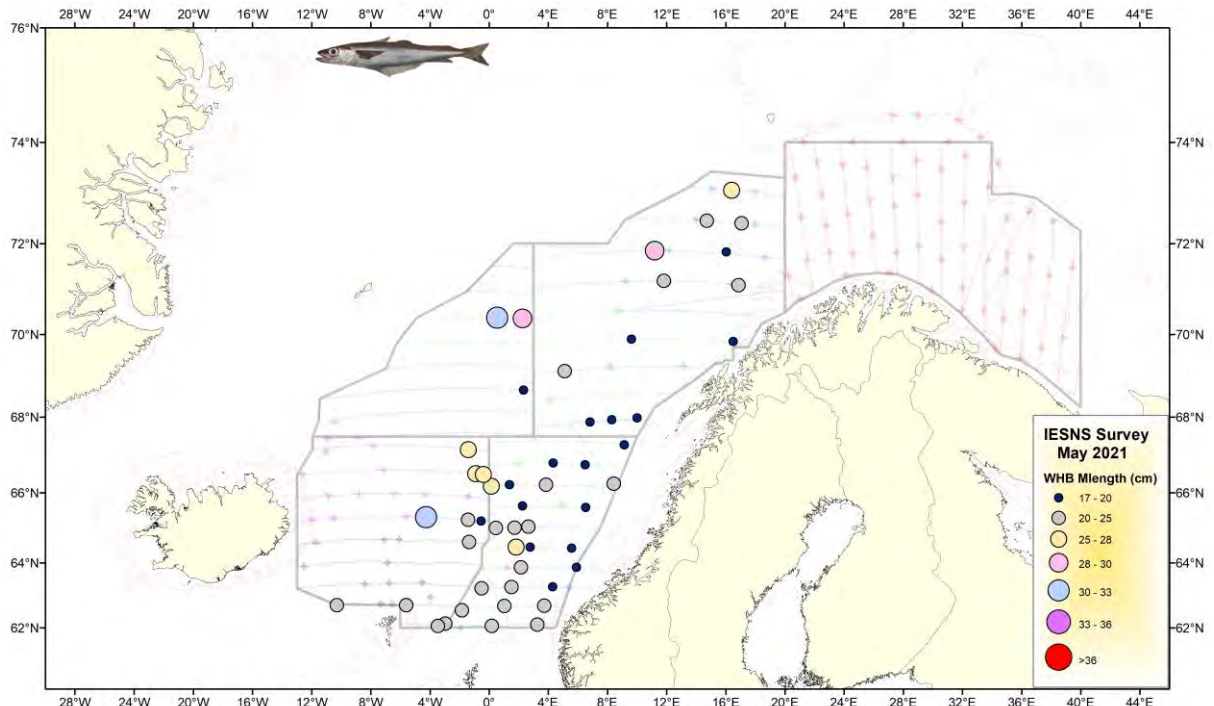 28°W 24°W 20°W 16°W 12°W 8°W 4°W 0° 4°E 8°E 12°E 16°E 20°E 24°E 28°E 32°E 36°E 40°E 44°E
76°N
74°N 74°N
72°N 72°N
70°N 70°N
68°N 68°N
66°N 66°N
64°N 64°N
62°N 62°N
IESNS Survey
May 2021
WHB Mlength (cm)
17 - 20
20 - 25
25 - 28
28 - 30
30 - 33
33 - 36
>36
28°W 24°W 20°W 16°W 12°W 8°W 4°W 0° 4°E 8°E 12°E 16°E 20°E 24°E 28°E 32°E 36°E 40°E 44°E